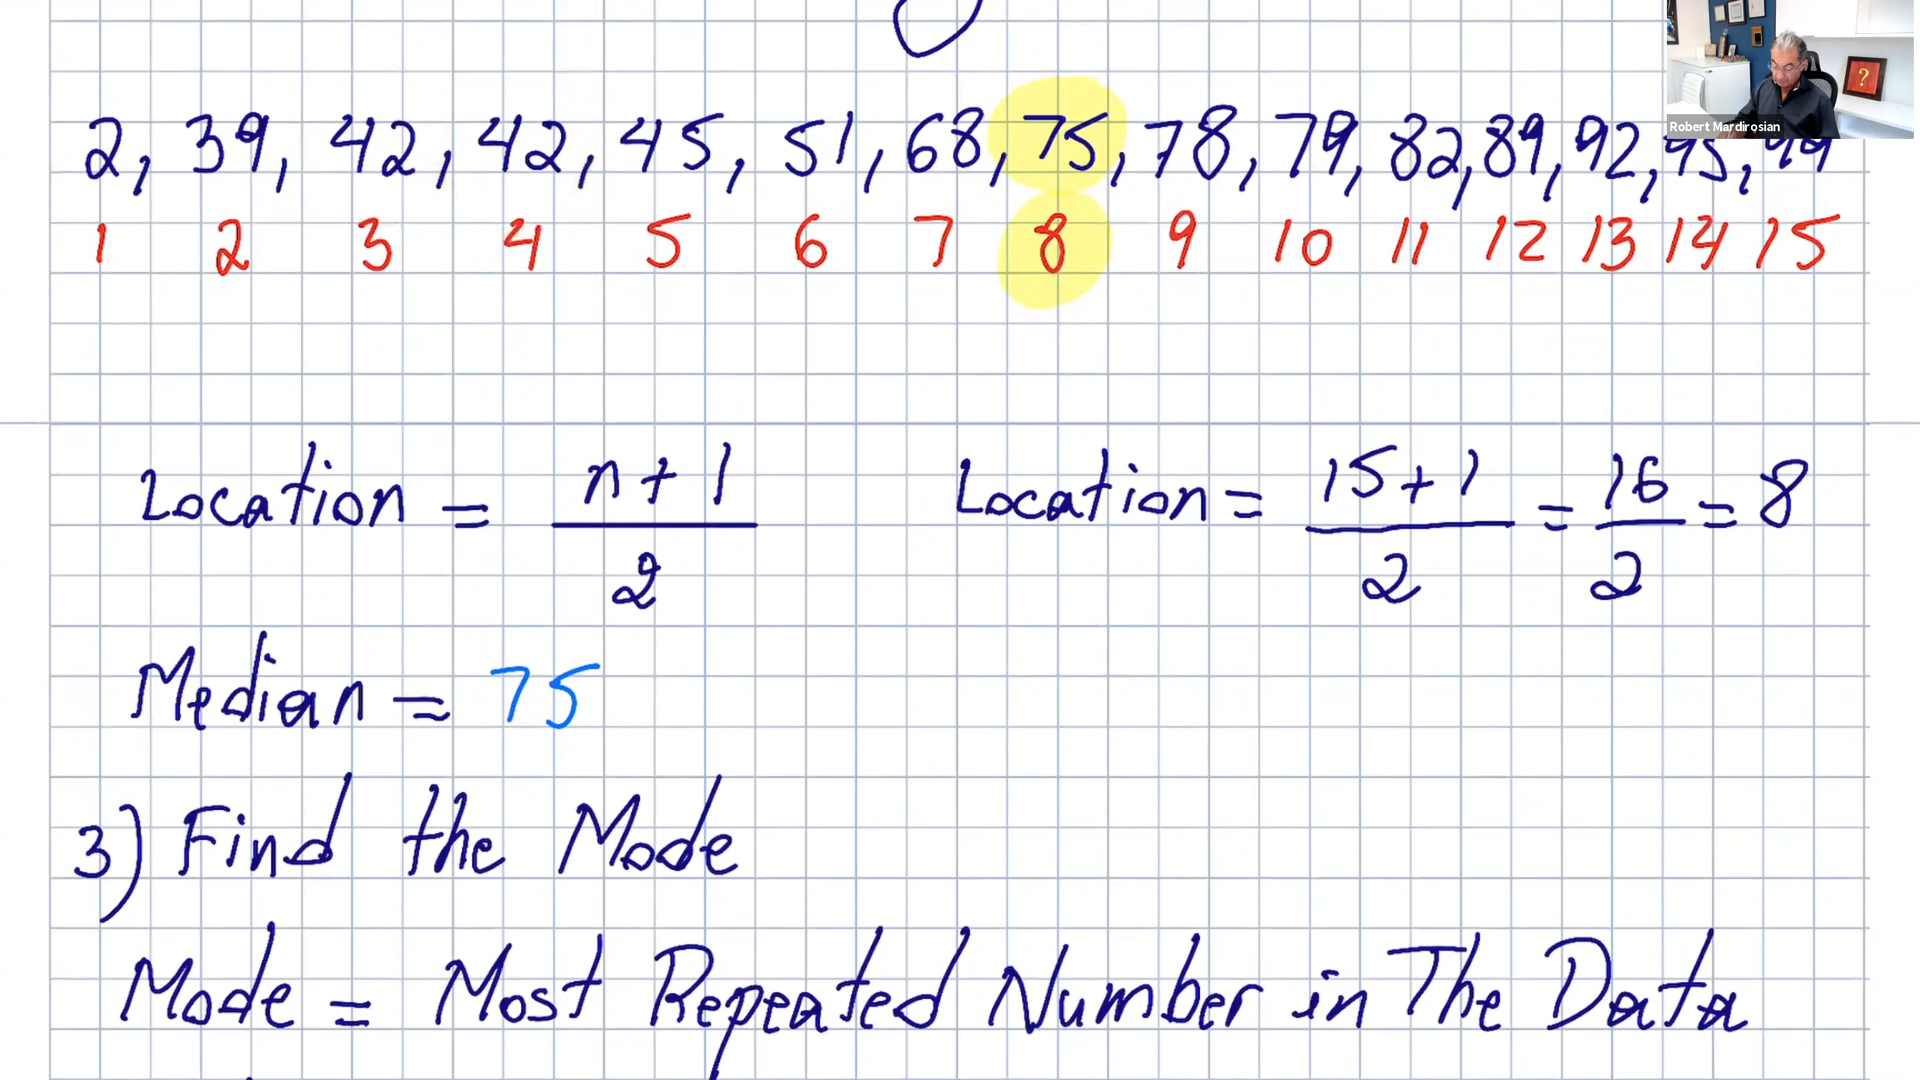 2, 39, 42, 42, 45, 51, 68, 75, 78, 79, 82, 89, 92, 95, 99
1 2 3 4 5 6 7 8 9 10 11 12 13 14 15
Robert Mardirosian
?
Location = n+1 / 2
Location = 15+1 / 2 = 16 / 2 = 8
Median = 75
3) Find the Mode
Mode = Most Repeated Number in The Data